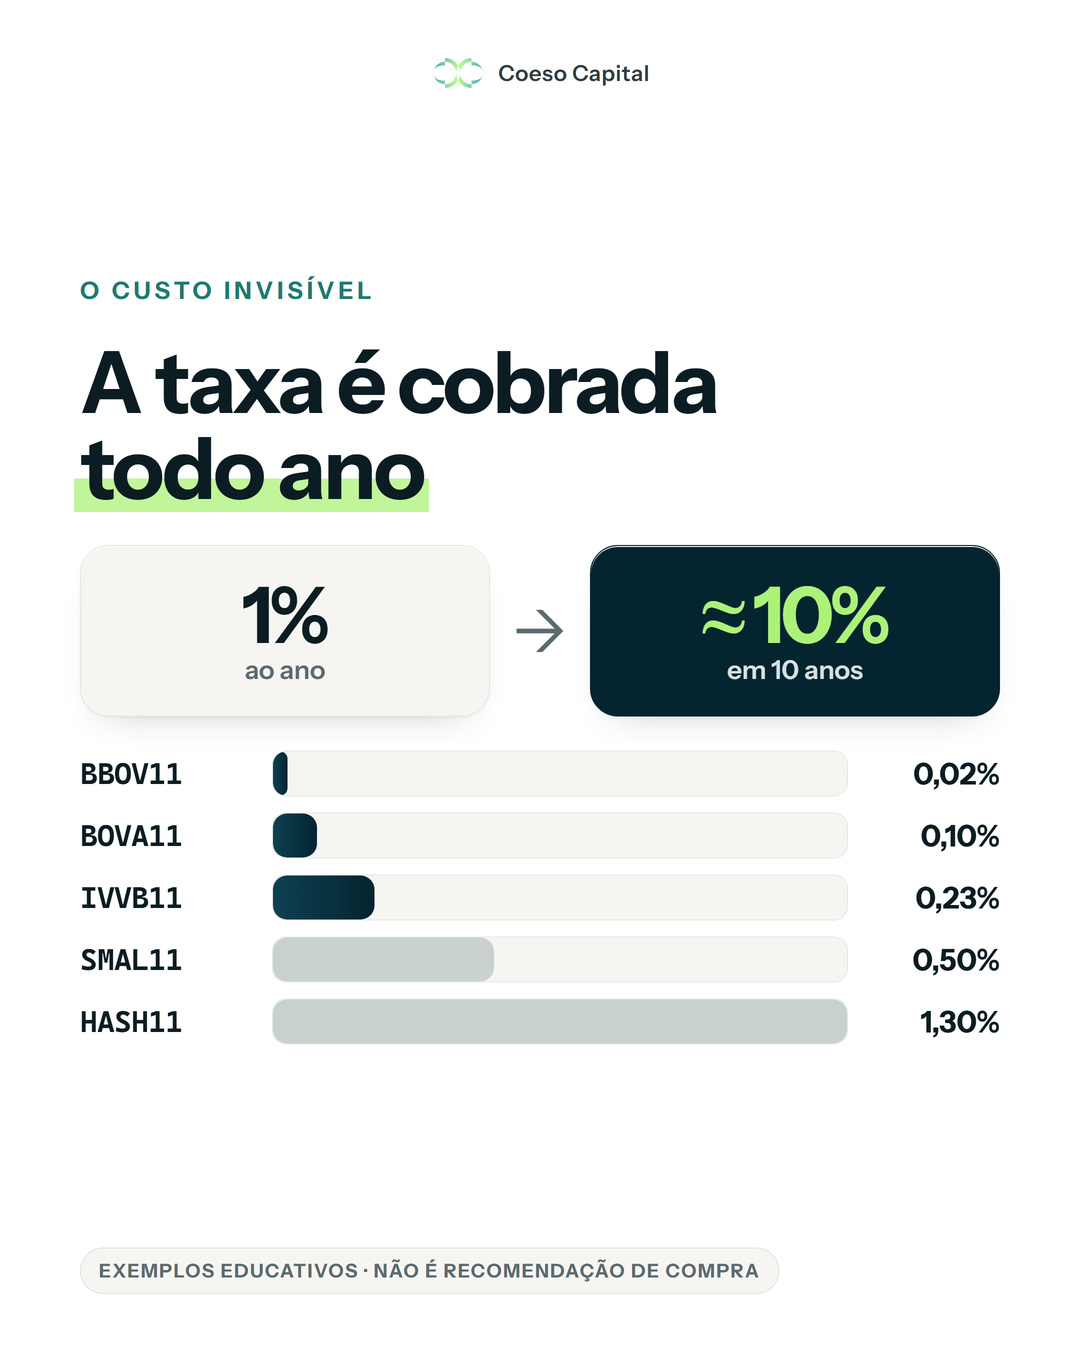 Coeso Capital
O CUSTO INVISÍVEL
A taxa é cobrada
todo ano
1%
ao ano
→
≈10%
em 10 anos
BBOV11 0,02%
BOVA11 0,10%
IVVB11 0,23%
SMAL11 0,50%
HASH11 1,30%
EXEMPLOS EDUCATIVOS · NÃO É RECOMENDAÇÃO DE COMPRA